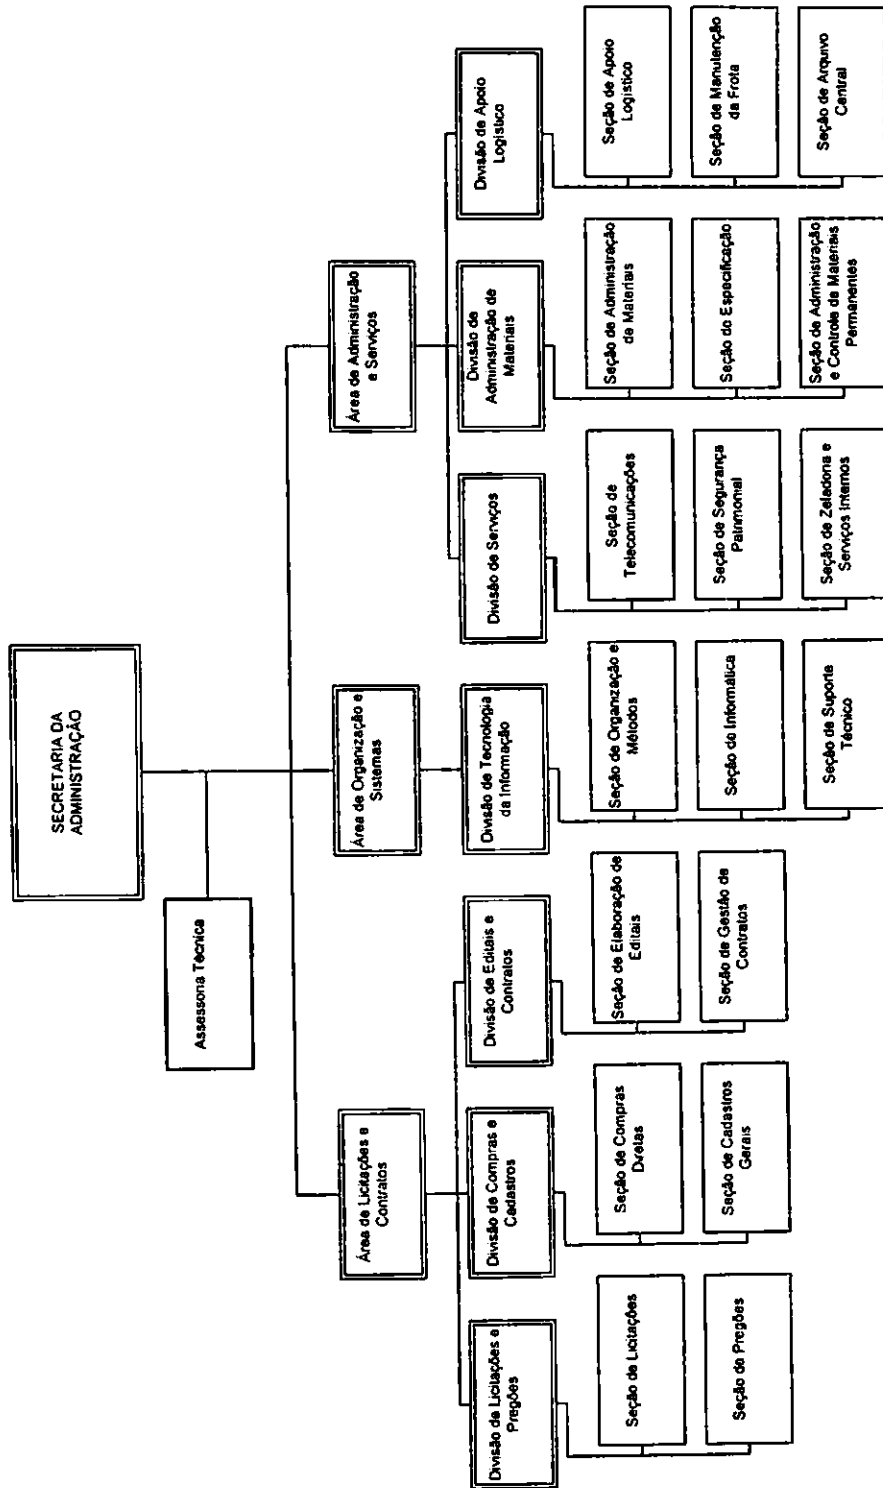 SECRETARIA DA
ADMINISTRAÇÃO
Assessoria Técnica
Área de Licitações e
Contratos
Área de Organização e
Sistemas
Área de Administração
e Serviços
Divisão de Licitações e
Pregões
Divisão de Compras e
Cadastros
Divisão de Editais e
Contratos
Divisão de Tecnologia
da Informação
Divisão de Serviços
Divisão de
Administração de
Materiais
Divisão de Apoio
Logístico
Seção de Licitações
Seção de Pregões
Seção de Compras
Diretas
Seção de Cadastros
Gerais
Seção de Elaboração de
Editais
Seção de Gestão de
Contratos
Seção de Organização e
Métodos
Seção de Informática
Seção de Suporte
Técnico
Seção de
Telecomunicações
Seção de Segurança
Patrimonial
Seção de Zeladoria e
Serviços Internos
Seção de Administração
de Materiais
Seção de Especificação
Seção de Administração
e Controle de Materiais
Permanentes
Seção de Apoio
Logístico
Seção de Manutenção
da Frota
Seção de Arquivo
Central